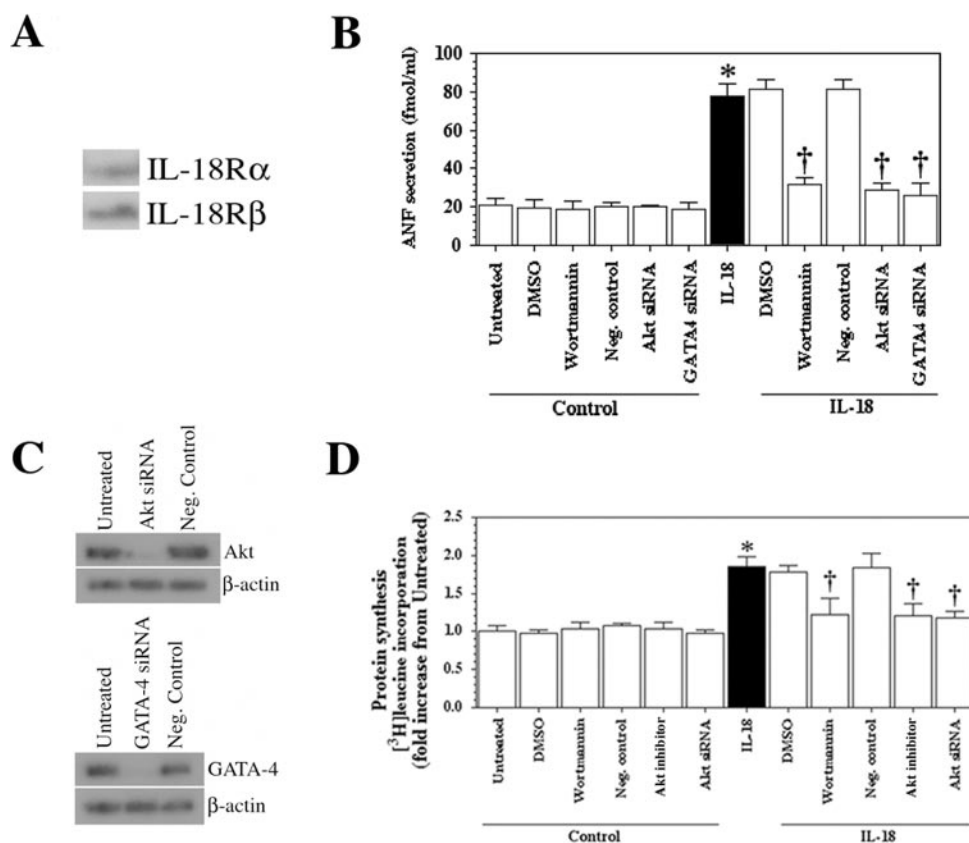 A
IL-18Rα
IL-18Rβ
B
ANF secretion (fmol/ml)
100
80
60
40
20
0
*
†
†
†
Untreated
DMSO
Wortmannin
Neg. control
Akt siRNA
GATA4 siRNA
IL-18
DMSO
Wortmannin
Neg. control
Akt siRNA
GATA4 siRNA
Control
IL-18
C
Untreated
Akt siRNA
Neg. Control
Akt
β-actin
Untreated
GATA-4 siRNA
Neg. Control
GATA-4
β-actin
D
Protein synthesis
[³H]leucine incorporation
(fold increase from Untreated)
2.5
2.0
1.5
1.0
0.5
0.0
*
†
†
†
Untreated
DMSO
Wortmannin
Neg. control
Akt inhibitor
Akt siRNA
IL-18
DMSO
Wortmannin
Neg. control
Akt inhibitor
Akt siRNA
Control
IL-18